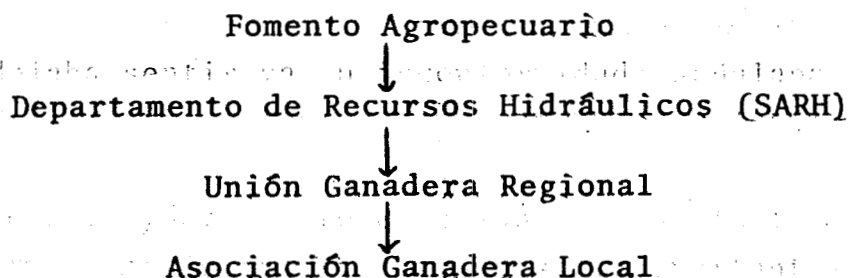 Fomento Agropecuario
Departamento de Recursos Hidráulicos (SARH)
Unión Ganadera Regional
Asociación Ganadera Local